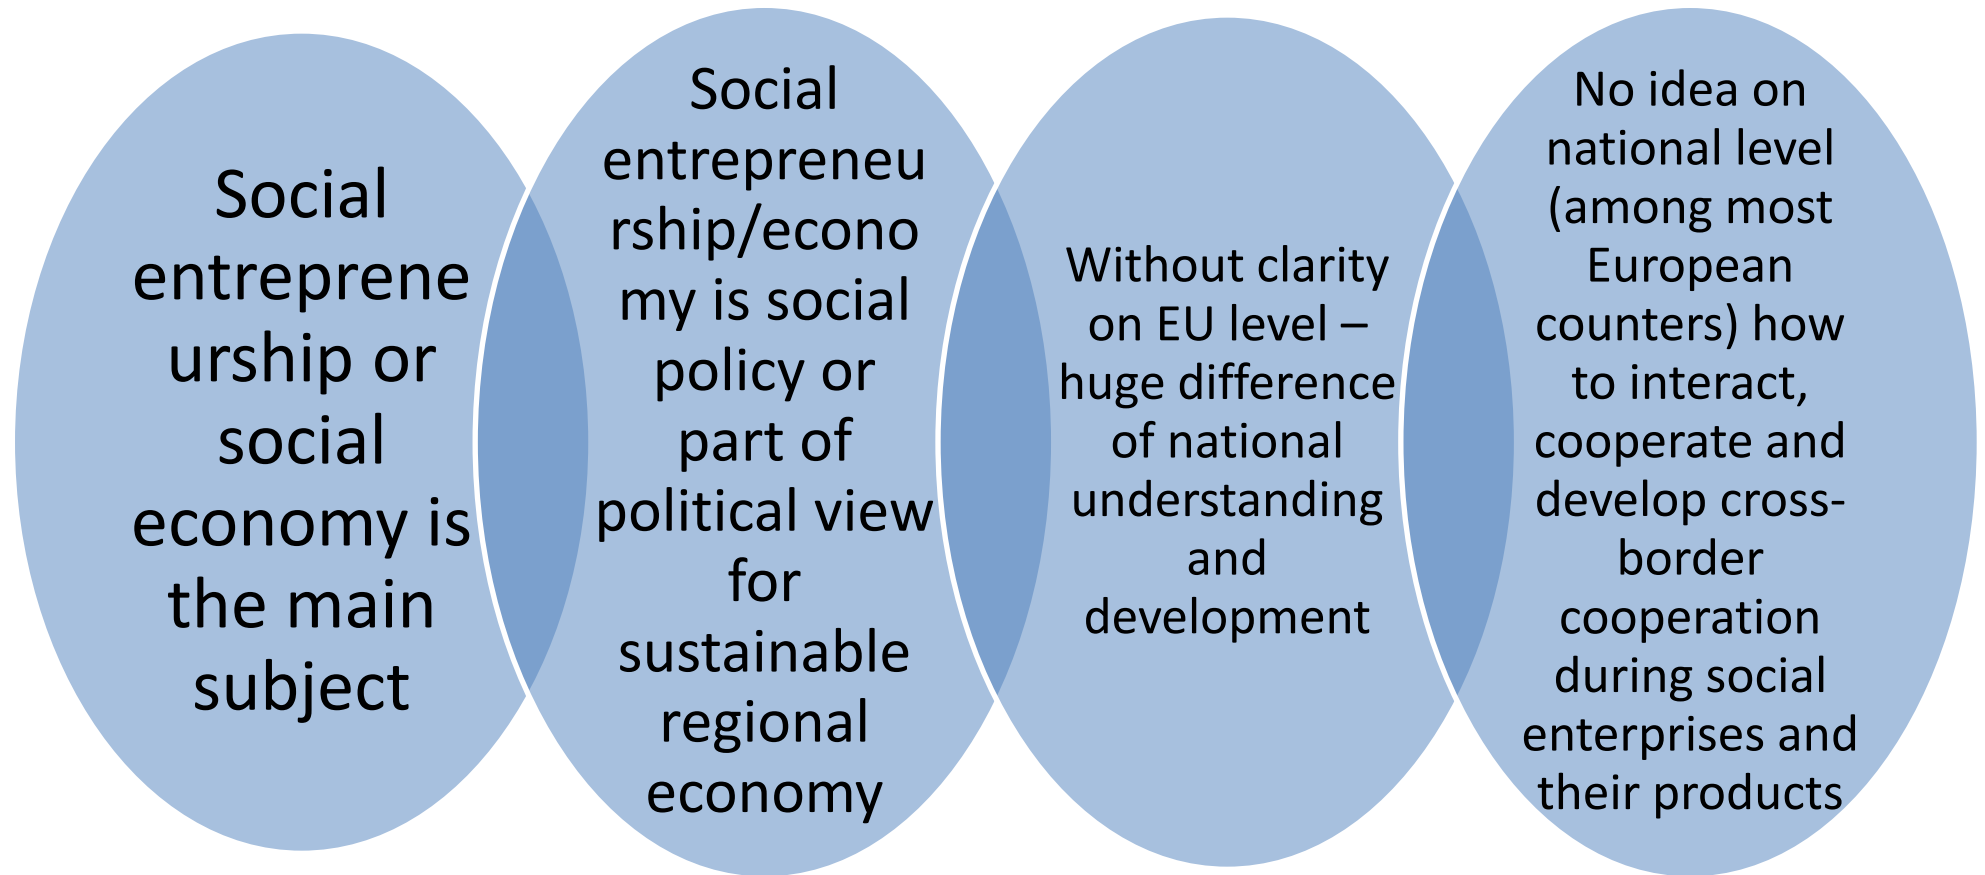 Social
entreprene
urship or
social
economy is
the main
subject
Social
entrepreneu
rship/econo
my is social
policy or
part of
political view
for
sustainable
regional
economy
Without clarity
on EU level –
huge difference
of national
understanding
and
development
No idea on
national level
(among most
European
counters) how
to interact,
cooperate and
develop cross-
border
cooperation
during social
enterprises and
their products